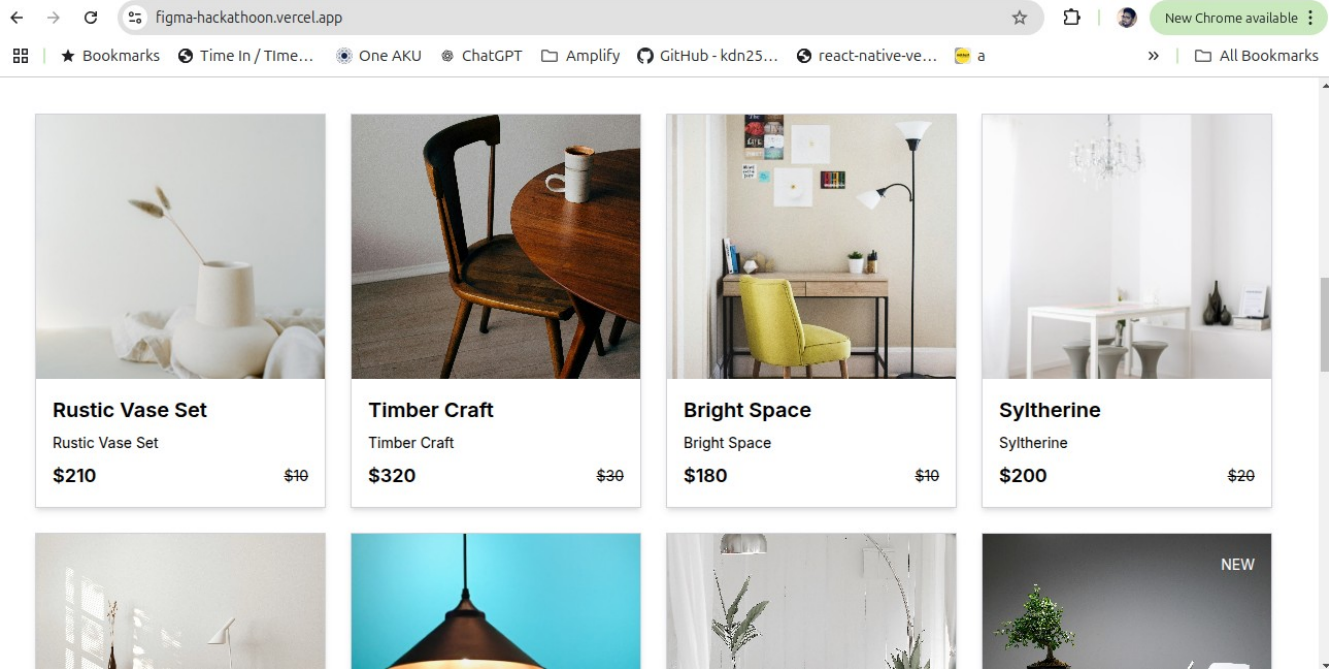 figma-hackathoon.vercel.app
New Chrome available
Bookmarks
Time In / TIme...
One AKU
ChatGPT
Amplify
GitHub - kdn25...
react-native-ve...
a
»
All Bookmarks
Rustic Vase Set
Rustic Vase Set
$210 $10
Timber Craft
Timber Craft
$320 $30
Bright Space
Bright Space
$180 $10
Syltherine
Syltherine
$200 $20
NEW